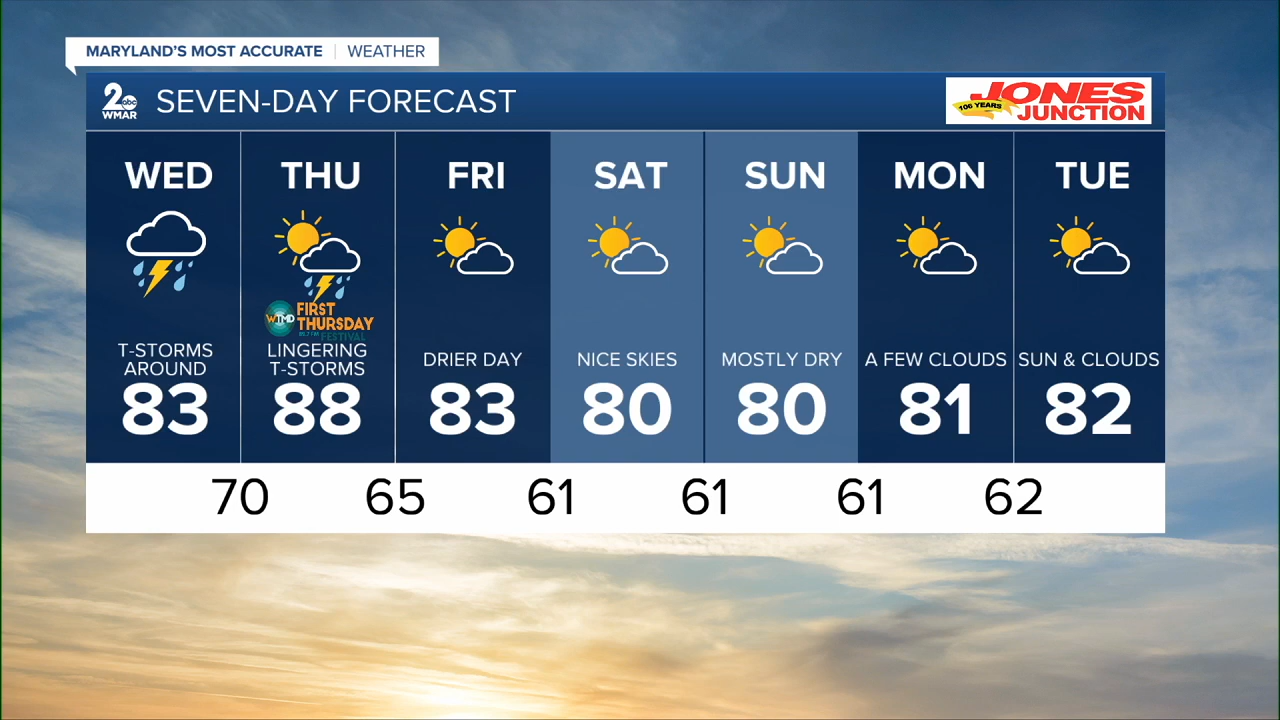 MARYLAND'S MOST ACCURATE | WEATHER
2 abc
WMAR
SEVEN-DAY FORECAST
106 YEARS
JONES
JUNCTION
WED THU FRI SAT SUN MON TUE
WTMD
FIRST
THURSDAY
FESTIVAL
T-STORMS
AROUND
LINGERING
T-STORMS
DRIER DAY
NICE SKIES
MOSTLY DRY
A FEW CLOUDS
SUN & CLOUDS
83 88 83 80 80 81 82
70 65 61 61 61 62